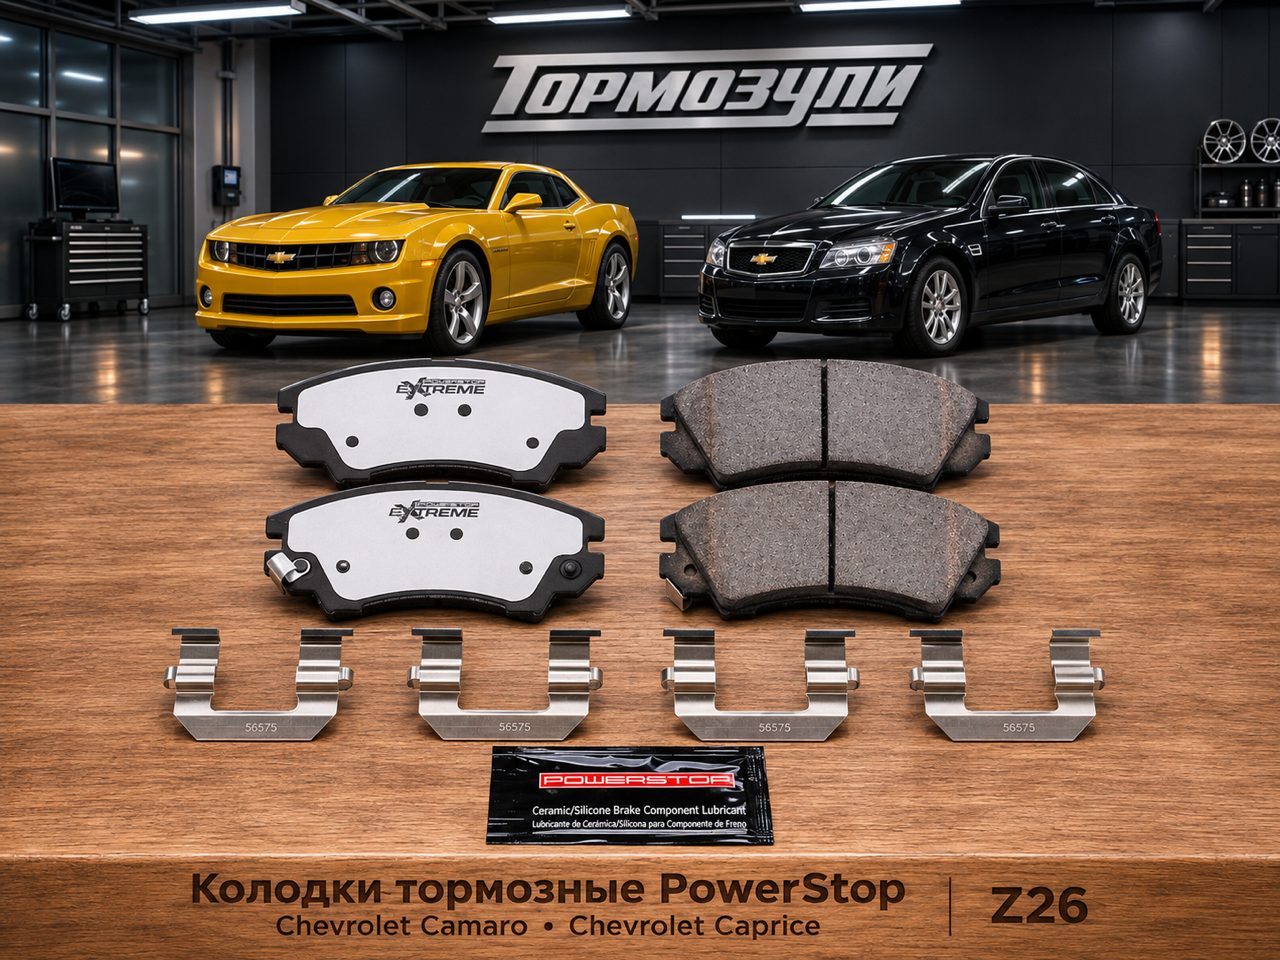 ТОРМОЗУЛИ
POWERSTOP
EXTREME
POWERSTOP
EXTREME
56575
56575
56575
56575
POWERSTOP
Ceramic/Silicone Brake Component Lubricant
Lubricante de Cerámica/Silicona para Componente de Freno
Колодки тормозные PowerStop
Chevrolet Camaro • Chevrolet Caprice
Z26